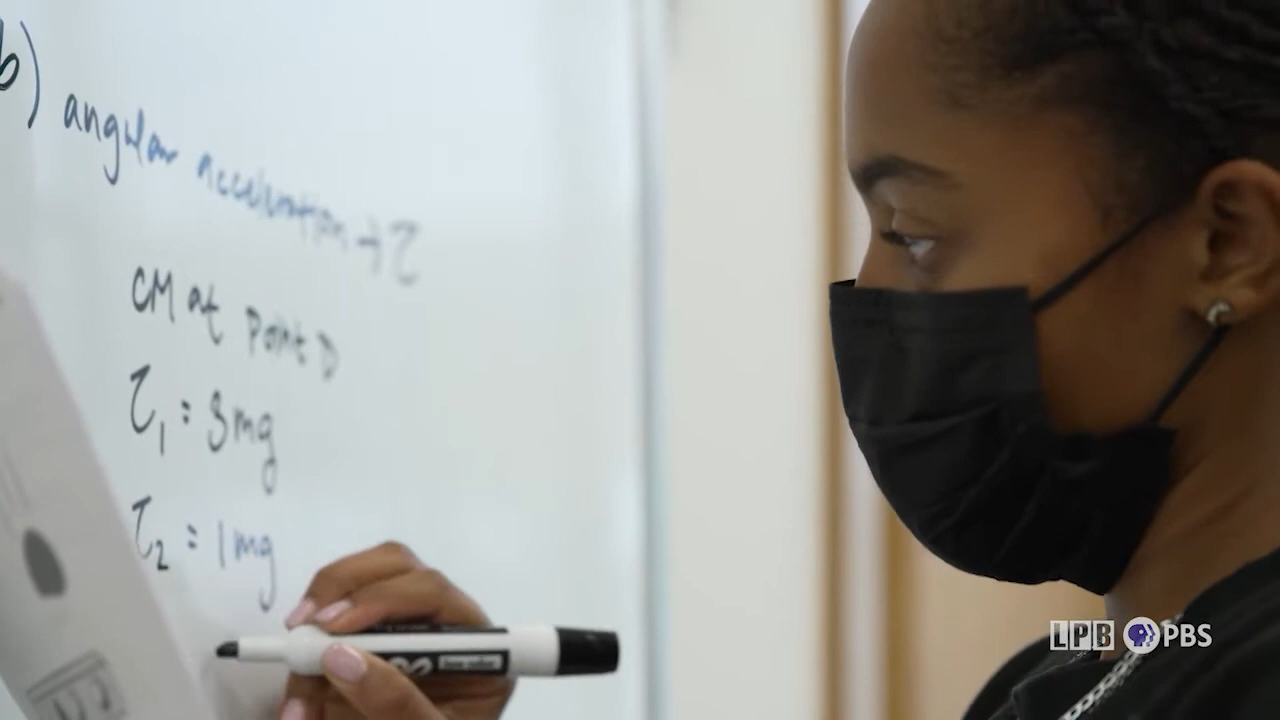 b)
angular acceleration → τ
CM at Point D
τ₁ = 3mg
τ₂ = 1mg
LPB PBS